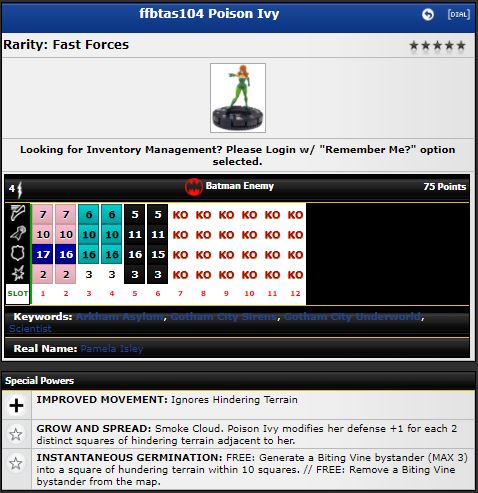 ffbtas104 Poison Ivy [DIAL]
Rarity: Fast Forces
Looking for Inventory Management? Please Login w/ "Remember Me?" option
selected.
4 Batman Enemy 75 Points
7 7 6 6 5 5 KO KO KO KO KO KO
10 10 10 10 11 11 KO KO KO KO KO KO
17 16 16 16 16 15 KO KO KO KO KO KO
2 2 3 3 3 3 KO KO KO KO KO KO
SLOT 1 2 3 4 5 6 7 8 9 10 11 12
Keywords: Arkham Asylum, Gotham City Sirens, Gotham City Underworld,
Scientist
Real Name: Pamela Isley
Special Powers
IMPROVED MOVEMENT: Ignores Hindering Terrain
GROW AND SPREAD: Smoke Cloud. Poison Ivy modifies her defense +1 for each 2
distinct squares of hindering terrain adjacent to her.
INSTANTANEOUS GERMINATION: FREE: Generate a Biting Vine bystander (MAX 3)
into a square of hundering terrain within 10 squares. // FREE: Remove a Biting Vine
bystander from the map.